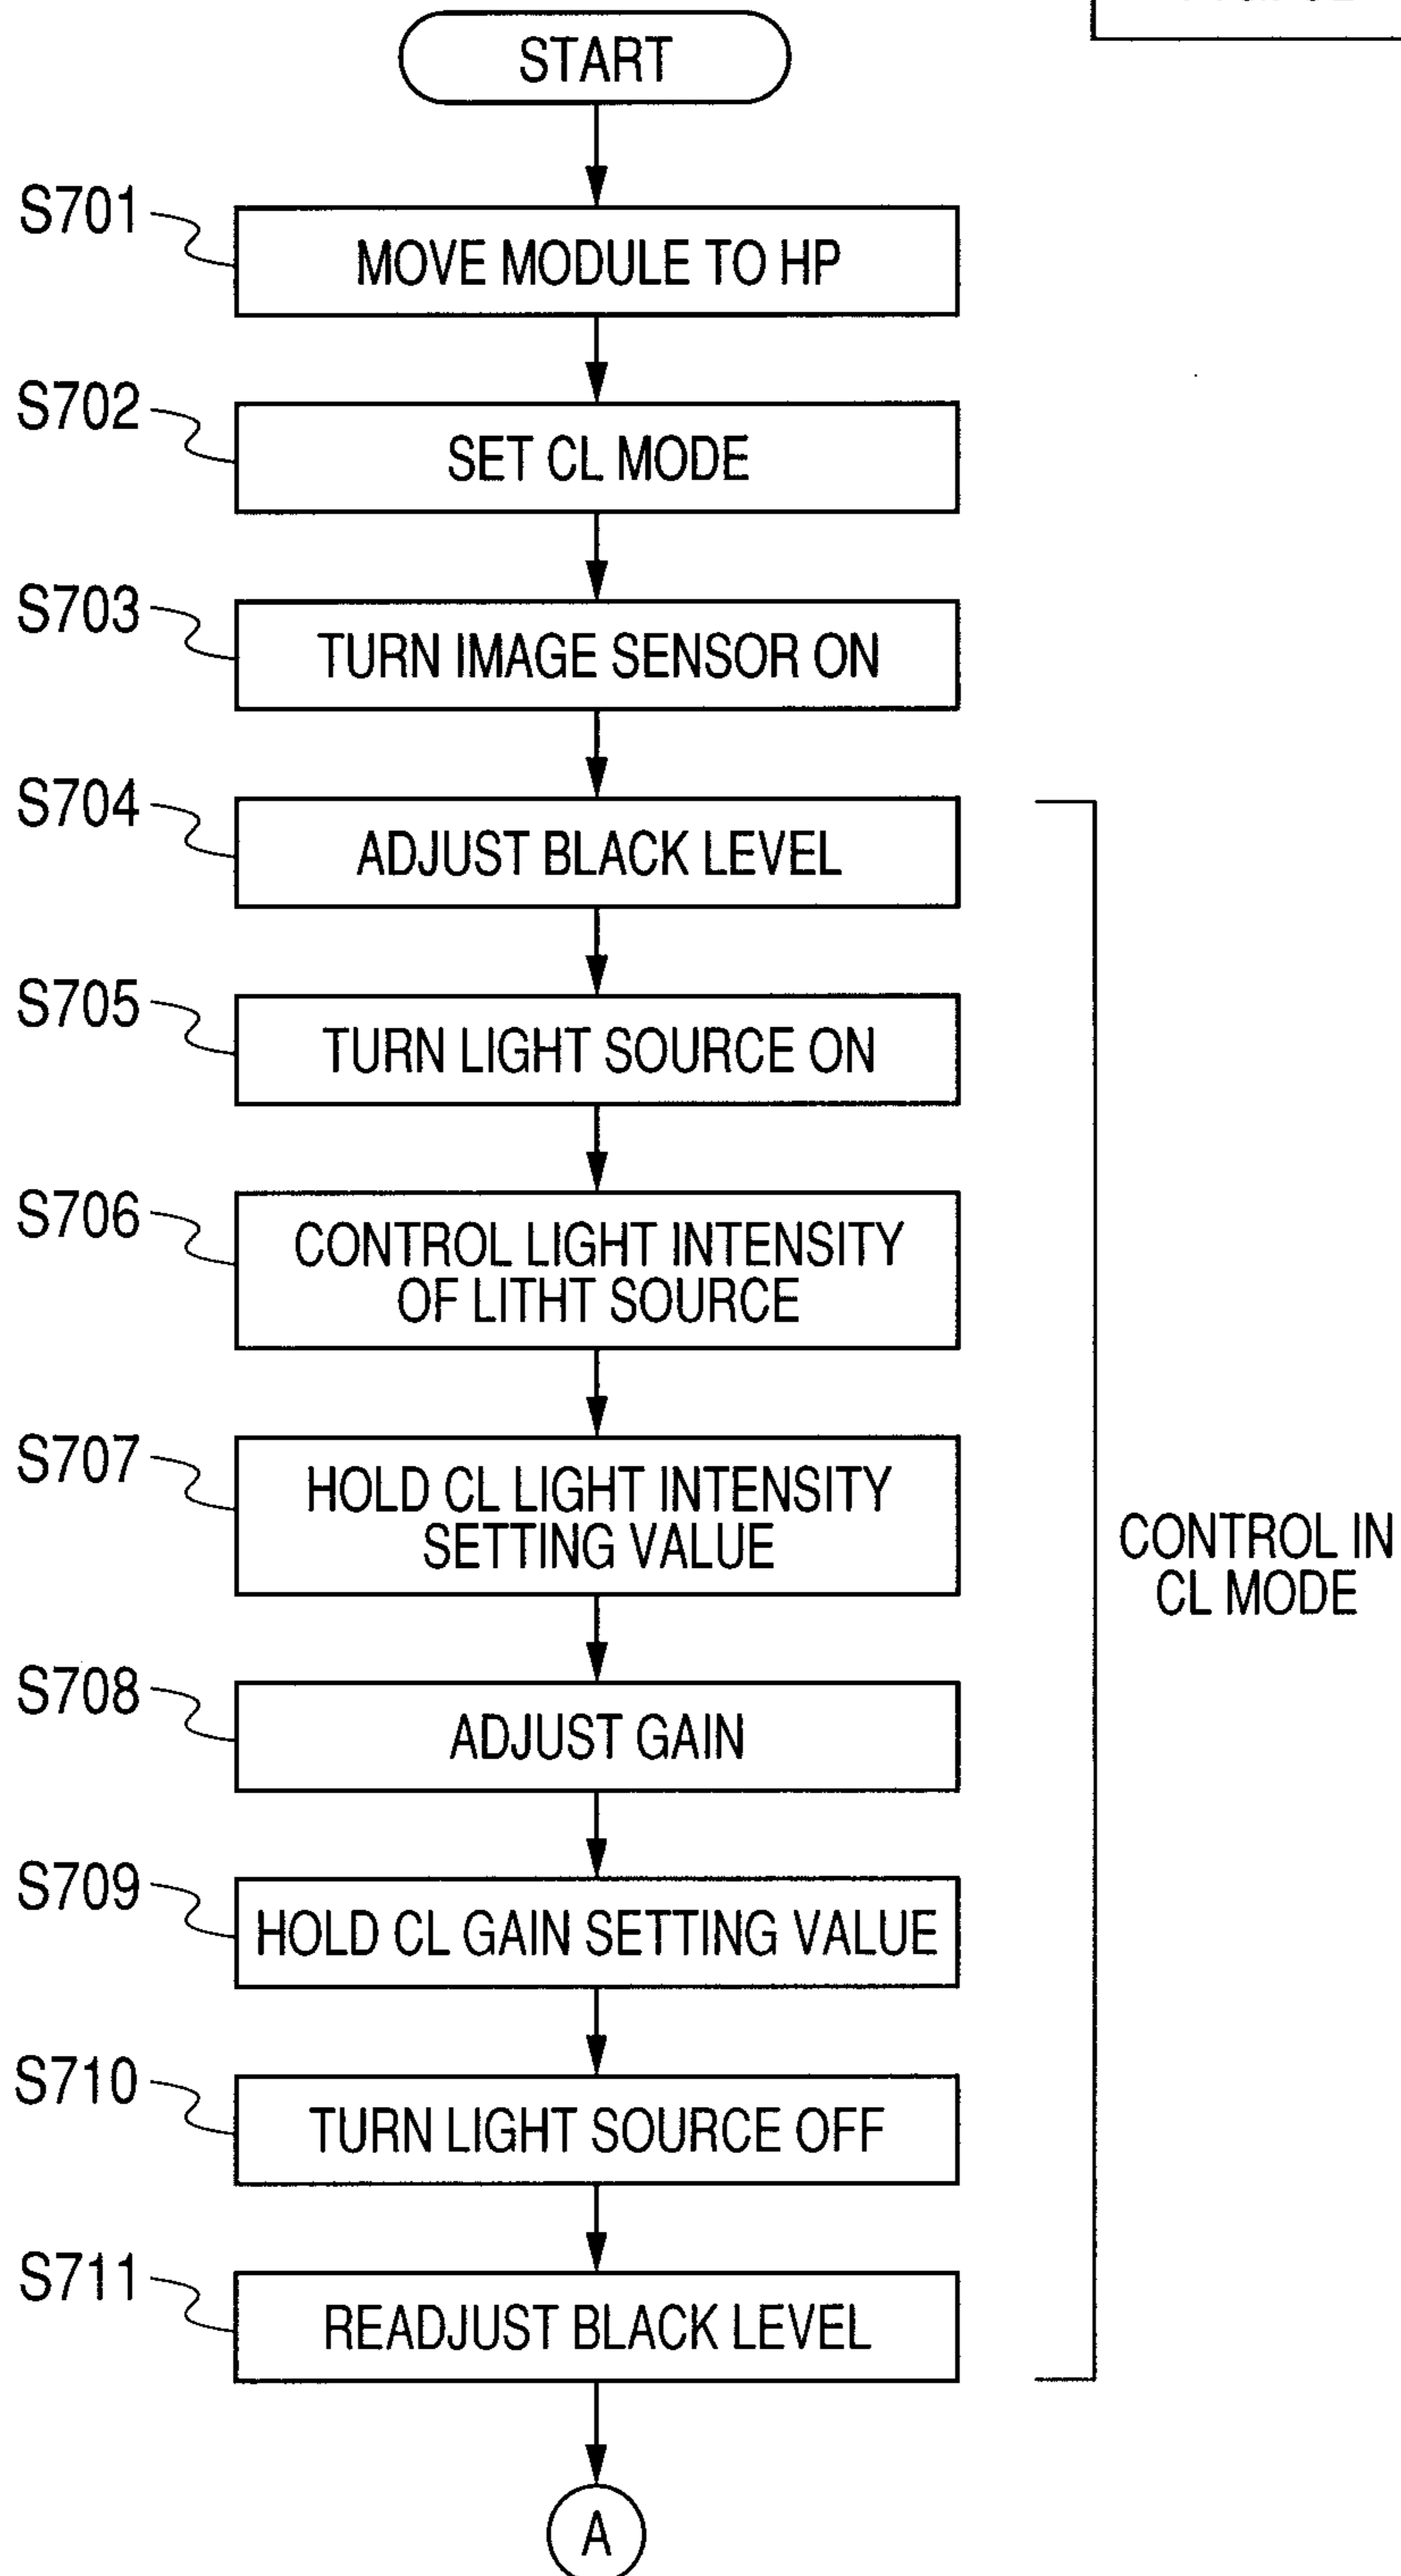 START
S701
MOVE MODULE TO HP
S702
SET CL MODE
S703
TURN IMAGE SENSOR ON
S704
ADJUST BLACK LEVEL
S705
TURN LIGHT SOURCE ON
S706
CONTROL LIGHT INTENSITY
OF LITHT SOURCE
S707
HOLD CL LIGHT INTENSITY
SETTING VALUE
CONTROL IN
CL MODE
S708
ADJUST GAIN
S709
HOLD CL GAIN SETTING VALUE
S710
TURN LIGHT SOURCE OFF
S711
READJUST BLACK LEVEL
A